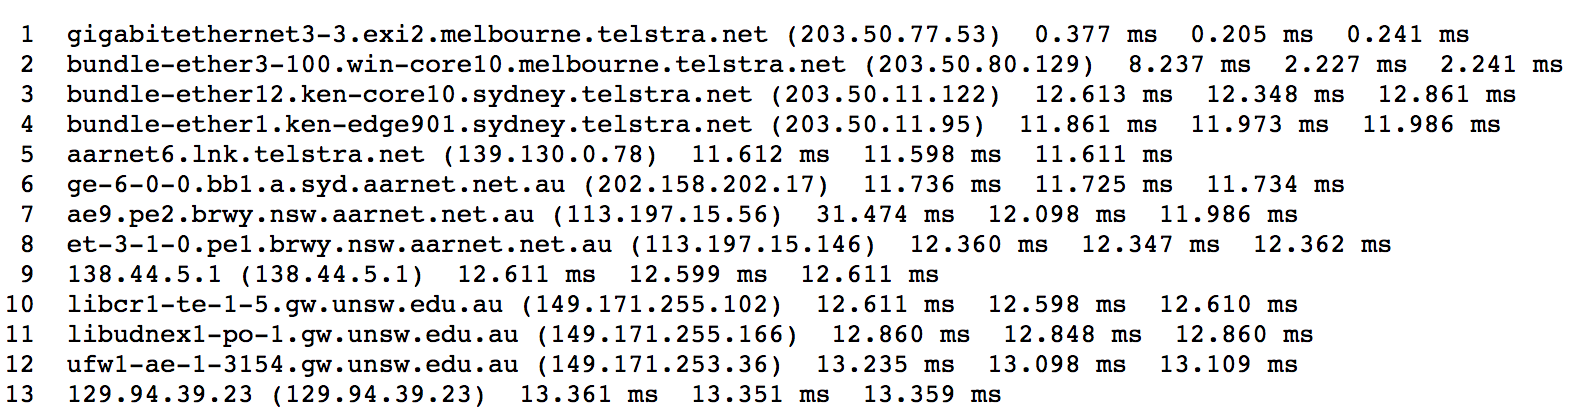 1 gigabitethernet3-3.exi2.melbourne.telstra.net (203.50.77.53) 0.377 ms 0.205 ms 0.241 ms
2 bundle-ether3-100.win-core10.melbourne.telstra.net (203.50.80.129) 8.237 ms 2.227 ms 2.241 ms
3 bundle-ether12.ken-core10.sydney.telstra.net (203.50.11.122) 12.613 ms 12.348 ms 12.861 ms
4 bundle-ether1.ken-edge901.sydney.telstra.net (203.50.11.95) 11.861 ms 11.973 ms 11.986 ms
5 aarnet6.lnk.telstra.net (139.130.0.78) 11.612 ms 11.598 ms 11.611 ms
6 ge-6-0-0.bb1.a.syd.aarnet.net.au (202.158.202.17) 11.736 ms 11.725 ms 11.734 ms
7 ae9.pe2.brwy.nsw.aarnet.net.au (113.197.15.56) 31.474 ms 12.098 ms 11.986 ms
8 et-3-1-0.pe1.brwy.nsw.aarnet.net.au (113.197.15.146) 12.360 ms 12.347 ms 12.362 ms
9 138.44.5.1 (138.44.5.1) 12.611 ms 12.599 ms 12.611 ms
10 libcr1-te-1-5.gw.unsw.edu.au (149.171.255.102) 12.611 ms 12.598 ms 12.610 ms
11 libudnex1-po-1.gw.unsw.edu.au (149.171.255.166) 12.860 ms 12.848 ms 12.860 ms
12 ufw1-ae-1-3154.gw.unsw.edu.au (149.171.253.36) 13.235 ms 13.098 ms 13.109 ms
13 129.94.39.23 (129.94.39.23) 13.361 ms 13.351 ms 13.359 ms